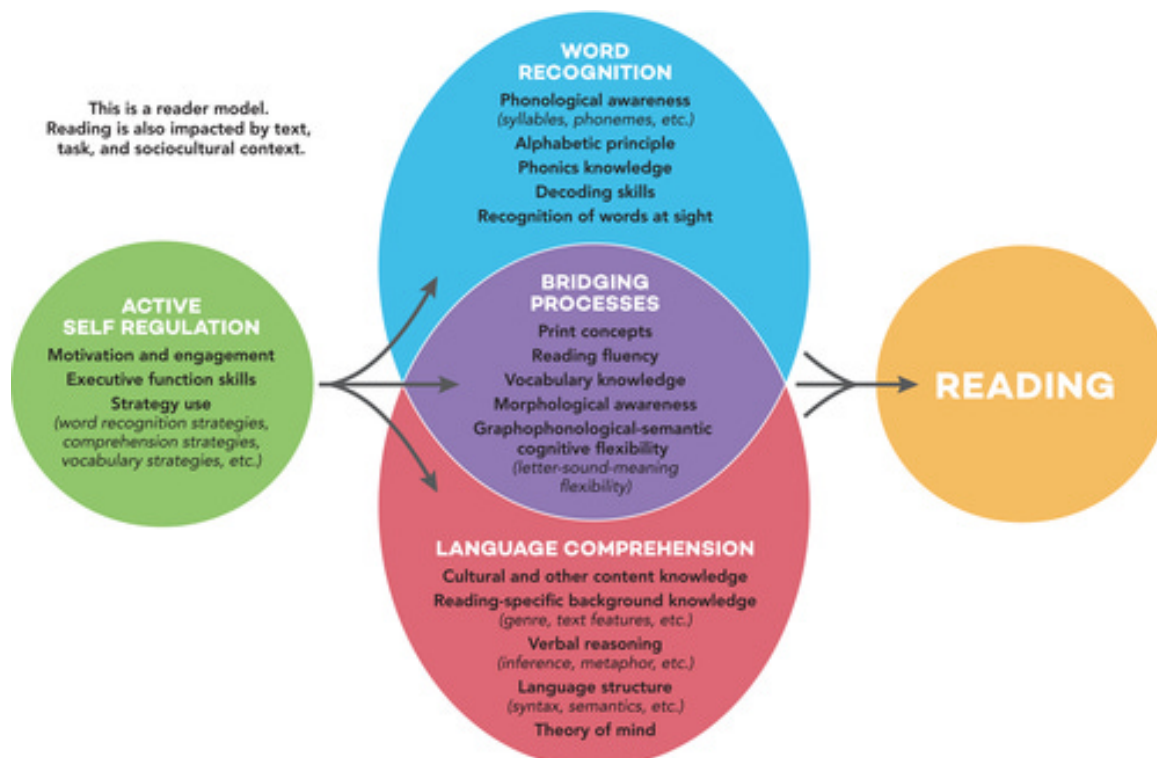 This is a reader model.
Reading is also impacted by text,
task, and sociocultural context.
ACTIVE
SELF REGULATION
Motivation and engagement
Executive function skills
Strategy use
(word recognition strategies,
comprehension strategies,
vocabulary strategies, etc.)
WORD
RECOGNITION
Phonological awareness
(syllables, phonemes, etc.)
Alphabetic principle
Phonics knowledge
Decoding skills
Recognition of words at sight
BRIDGING
PROCESSES
Print concepts
Reading fluency
Vocabulary knowledge
Morphological awareness
Graphophonological-semantic
cognitive flexibility
(letter-sound-meaning
flexibility)
LANGUAGE COMPREHENSION
Cultural and other content knowledge
Reading-specific background knowledge
(genre, text features, etc.)
Verbal reasoning
(inference, metaphor, etc.)
Language structure
(syntax, semantics, etc.)
Theory of mind
READING